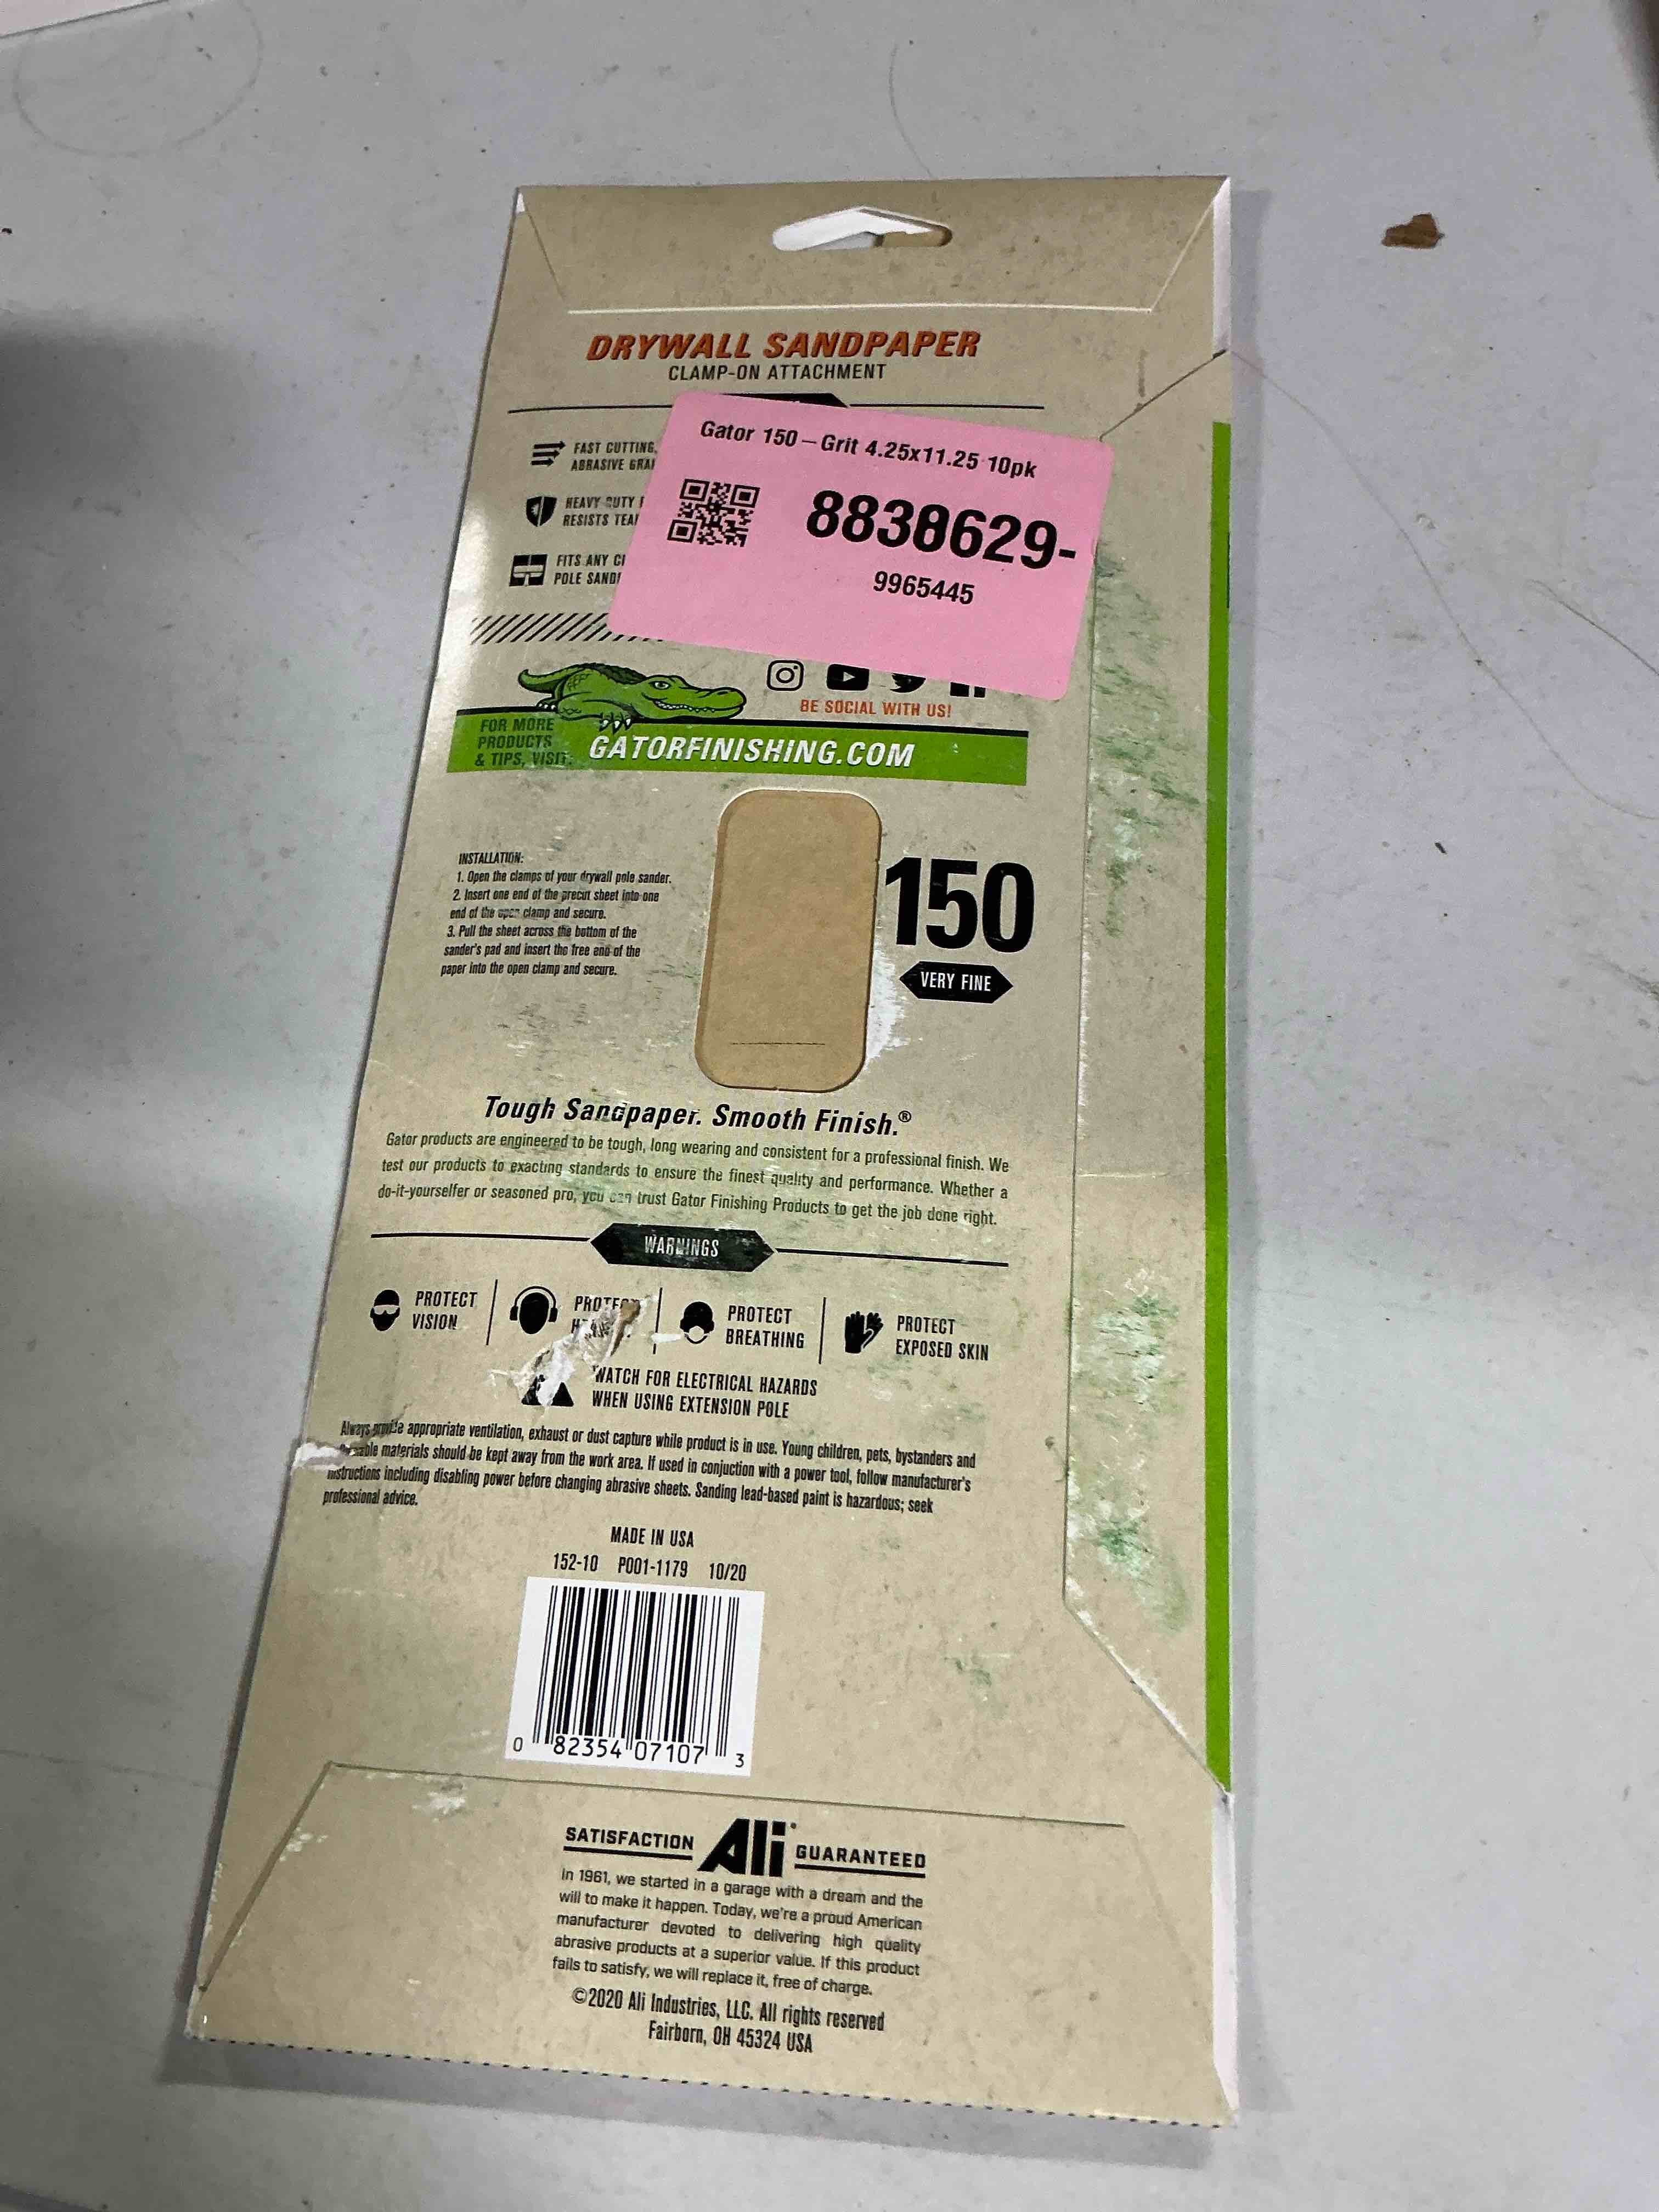 DRYWALL SANDPAPER
CLAMP-ON ATTACHMENT
Gator 150 – Grit 4.25x11.25 10pk
8838629-
9965445
FAST CUTTING,
ABRASIVE
HEAVY DUTY
RESISTS
FITS ANY
POLE
BE SOCIAL WITH US!
FOR MORE
PRODUCTS
& TIPS, VISIT:
GATORFINISHING.COM
INSTALLATION:
1. Open the clamps of your drywall pole sander.
2. Insert one end of the precut sheet into one
end of the open clamp and secure.
3. Pull the sheet across the bottom of the
sander's pad and insert the free end of the
paper into the open clamp and secure.
150
VERY FINE
Tough Sandpaper. Smooth Finish.®
Gator products are engineered to be tough, long wearing and consistent for a professional finish. We
test our products to exacting standards to ensure the finest quality and performance. Whether a
do-it-yourselfer or seasoned pro, you can trust Gator Finishing Products to get the job done right.
WARNINGS
PROTECT
VISION
PROTECT
PROTECT
BREATHING
PROTECT
EXPOSED SKIN
WATCH FOR ELECTRICAL HAZARDS
WHEN USING EXTENSION POLE
Always provide appropriate ventilation, exhaust or dust capture while product is in use. Young children, pets, bystanders and
materials should be kept away from the work area. If used in conjuction with a power tool, follow manufacturer's
instructions including disabling power before changing abrasive sheets. Sanding lead-based paint is hazardous; seek
professional advice.
MADE IN USA
152-10 P001-1179 10/20
0 82354 07107 3
SATISFACTION Ali GUARANTEED
In 1961, we started in a garage with a dream and the
will to make it happen. Today, we're a proud American
manufacturer devoted to delivering high quality
abrasive products at a superior value. If this product
fails to satisfy, we will replace it, free of charge.
©2020 Ali Industries, LLC. All rights reserved
Fairborn, OH 45324 USA